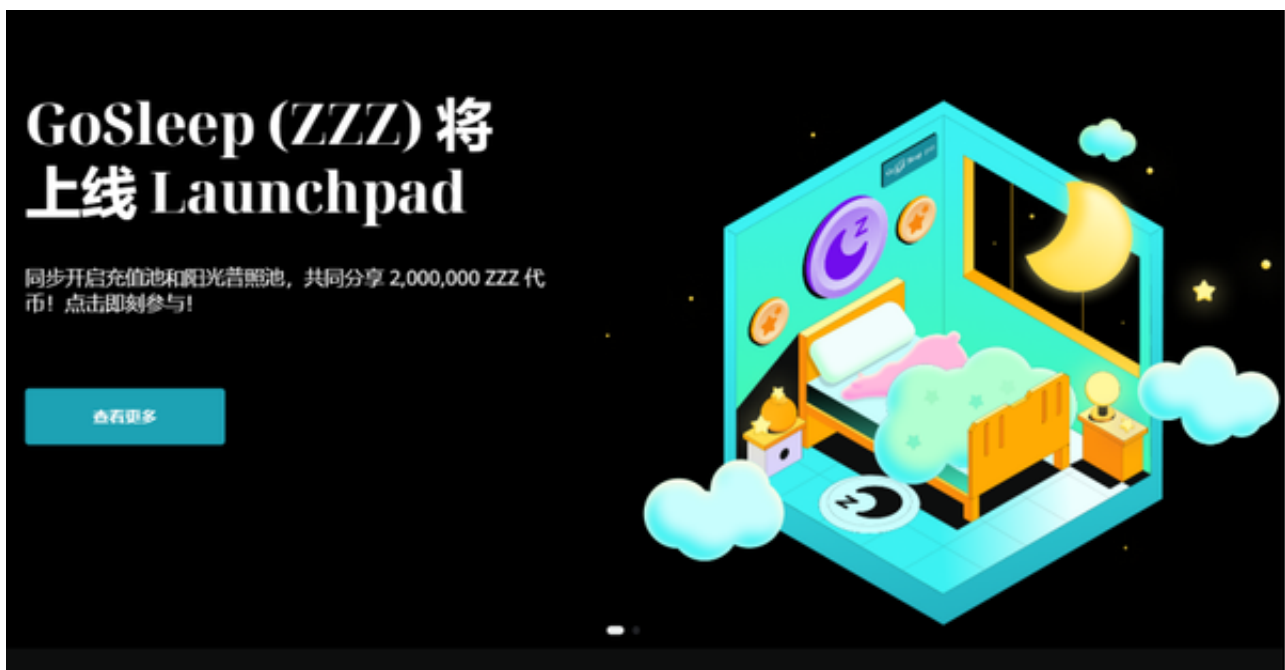 GoSleep (ZZZ) 将
上线 Launchpad
同步开启充值池和阳光普照池，共同分享 2,000,000 ZZZ 代
币！点击即刻参与！
查看更多